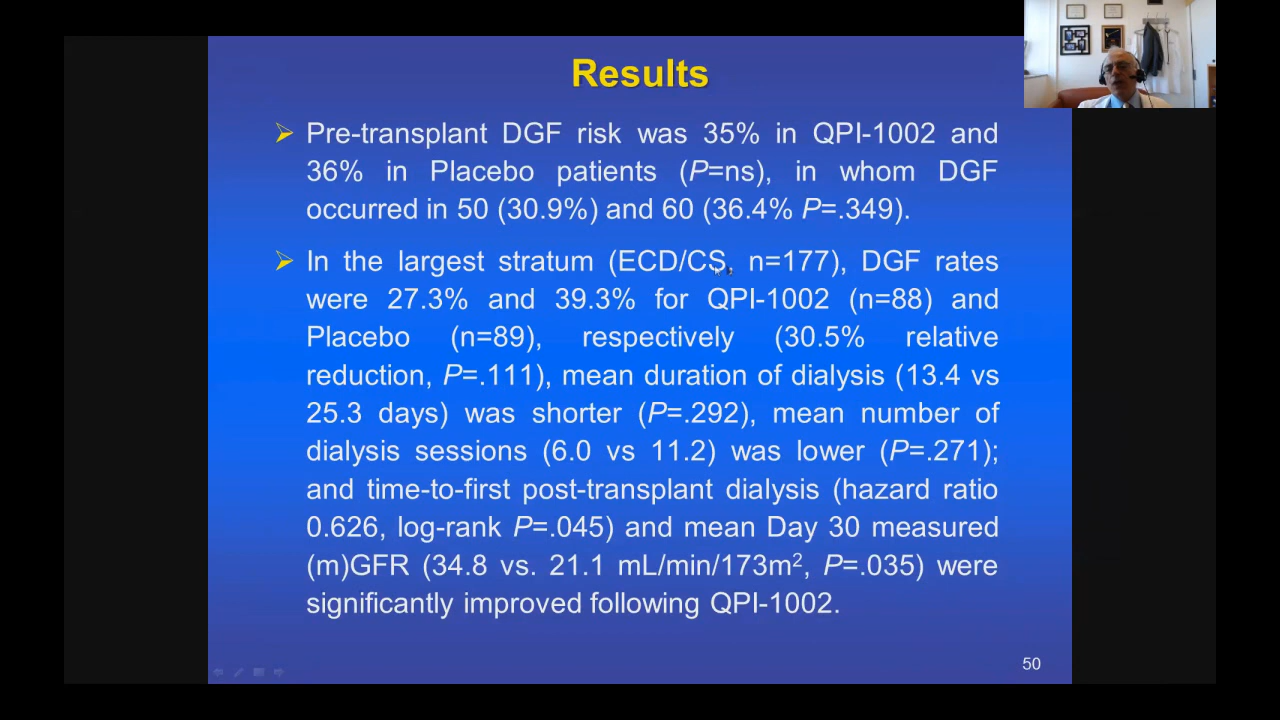 Results
Pre-transplant DGF risk was 35% in QPI-1002 and
36% in Placebo patients (P=ns), in whom DGF
occurred in 50 (30.9%) and 60 (36.4% P=.349).
In the largest stratum (ECD/CS, n=177), DGF rates
were 27.3% and 39.3% for QPI-1002 (n=88) and
Placebo (n=89), respectively (30.5% relative
reduction, P=.111), mean duration of dialysis (13.4 vs
25.3 days) was shorter (P=.292), mean number of
dialysis sessions (6.0 vs 11.2) was lower (P=.271);
and time-to-first post-transplant dialysis (hazard ratio
0.626, log-rank P=.045) and mean Day 30 measured
(m)GFR (34.8 vs. 21.1 mL/min/173m², P=.035) were
significantly improved following QPI-1002.
50